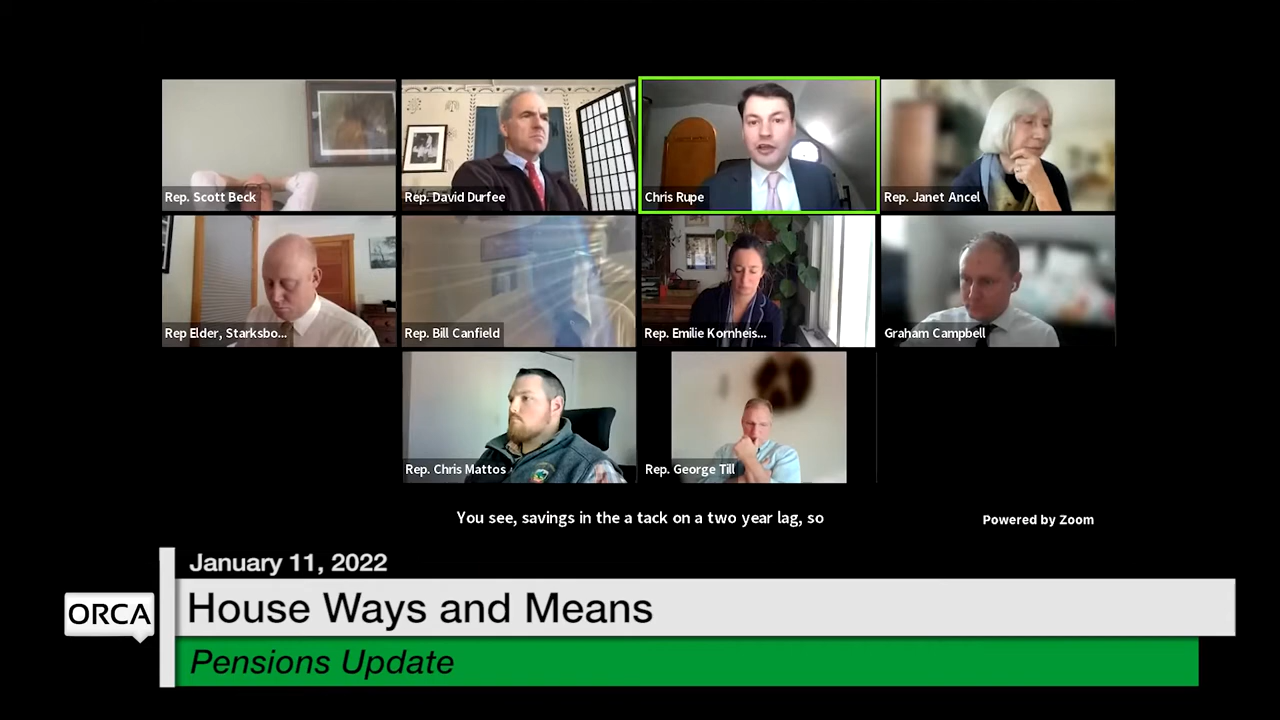 Rep. Scott Beck
Rep. David Durfee
Chris Rupe
Rep. Janet Ancel
Rep Elder, Starksbo...
Rep. Bill Canfield
Rep. Emilie Kornheis...
Graham Campbell
Rep. Chris Mattos
Rep. George Till
You see, savings in the a tack on a two year lag, so
Powered by Zoom
January 11, 2022
ORCA
House Ways and Means
Pensions Update